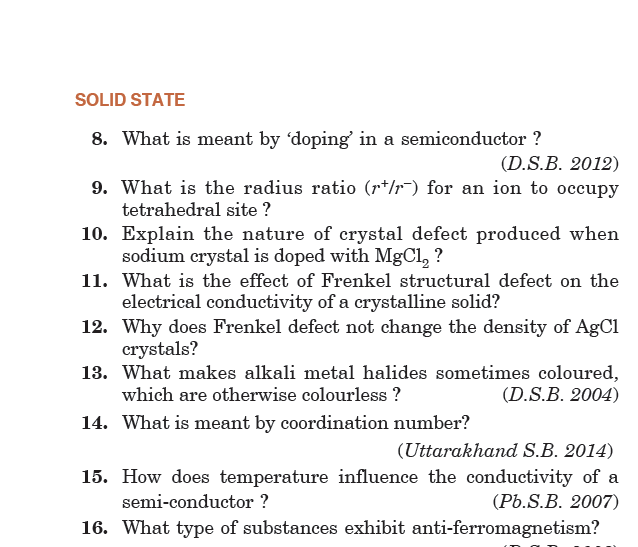 SOLID STATE
8. What is meant by ‘doping’ in a semiconductor ?
(D.S.B. 2012)
9. What is the radius ratio (r⁺/r⁻) for an ion to occupy
tetrahedral site ?
10. Explain the nature of crystal defect produced when
sodium crystal is doped with MgCl₂ ?
11. What is the effect of Frenkel structural defect on the
electrical conductivity of a crystalline solid?
12. Why does Frenkel defect not change the density of AgCl
crystals?
13. What makes alkali metal halides sometimes coloured,
which are otherwise colourless ? (D.S.B. 2004)
14. What is meant by coordination number?
(Uttarakhand S.B. 2014)
15. How does temperature influence the conductivity of a
semi-conductor ? (Pb.S.B. 2007)
16. What type of substances exhibit anti-ferromagnetism?